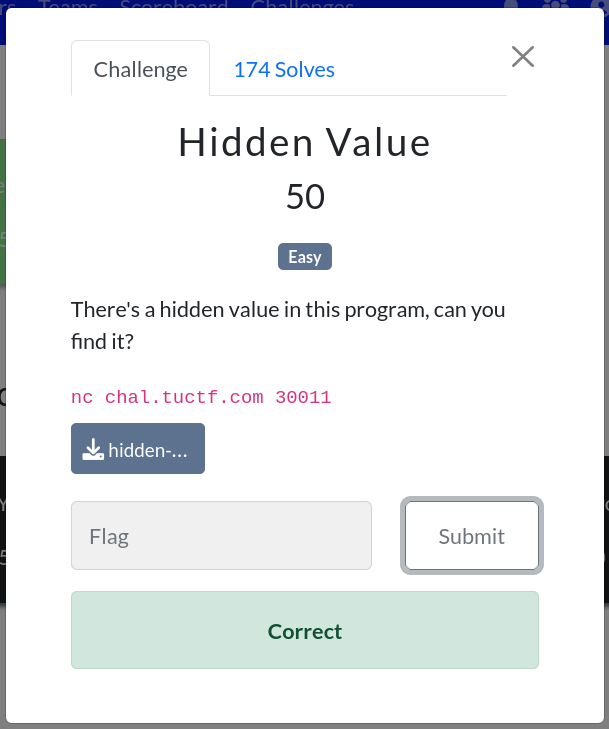 Teams Scoreboard Challenges
Challenge
174 Solves
Hidden Value
50
Easy
There's a hidden value in this program, can you
find it?
nc chal.tuctf.com 30011
hidden-...
Flag
Submit
Correct